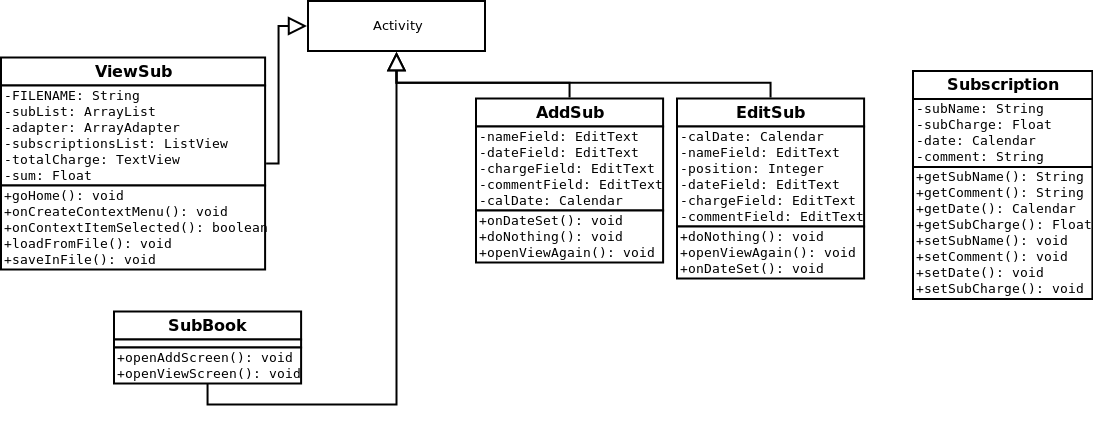 Activity
ViewSub
-FILENAME: String
-subList: ArrayList
-adapter: ArrayAdapter
-subscriptionsList: ListView
-totalCharge: TextView
-sum: Float
+goHome(): void
+onCreateContextMenu(): void
+onContextItemSelected(): boolean
+loadFromFile(): void
+saveInFile(): void
AddSub
-nameField: EditText
-dateField: EditText
-chargeField: EditText
-commentField: EditText
-calDate: Calendar
+onDateSet(): void
+doNothing(): void
+openViewAgain(): void
EditSub
-calDate: Calendar
-nameField: EditText
-position: Integer
-dateField: EditText
-chargeField: EditText
-commentField: EditText
+doNothing(): void
+openViewAgain(): void
+onDateSet(): void
Subscription
-subName: String
-subCharge: Float
-date: Calendar
-comment: String
+getSubName(): String
+getComment(): String
+getDate(): Calendar
+getSubCharge(): Float
+setSubName(): void
+setComment(): void
+setDate(): void
+setSubCharge(): void
SubBook
+openAddScreen(): void
+openViewScreen(): void